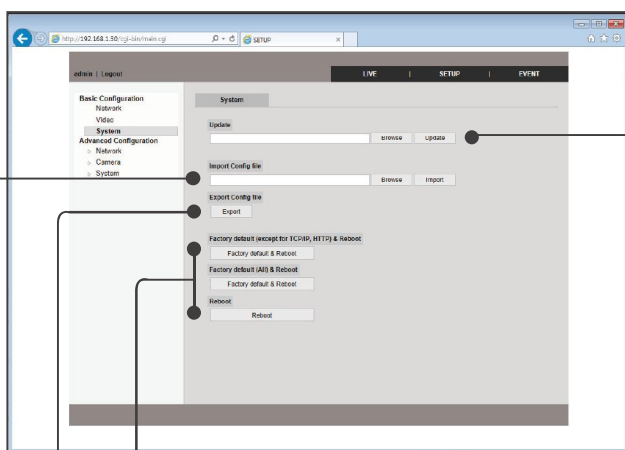 http://192.168.1.30/cgi-bin/main.cgi
SETUP
admin | Logout
LIVE | SETUP | EVENT
Basic Configuration
Network
Video
System
Advanced Configuration
Network
Camera
System
System
Update
Browse Update
Import Config file
Browse Import
Export Config file
Export
Factory default (except for TCP/IP, HTTP) & Reboot
Factory default & Reboot
Factory default (All) & Reboot
Factory default & Reboot
Reboot
Reboot